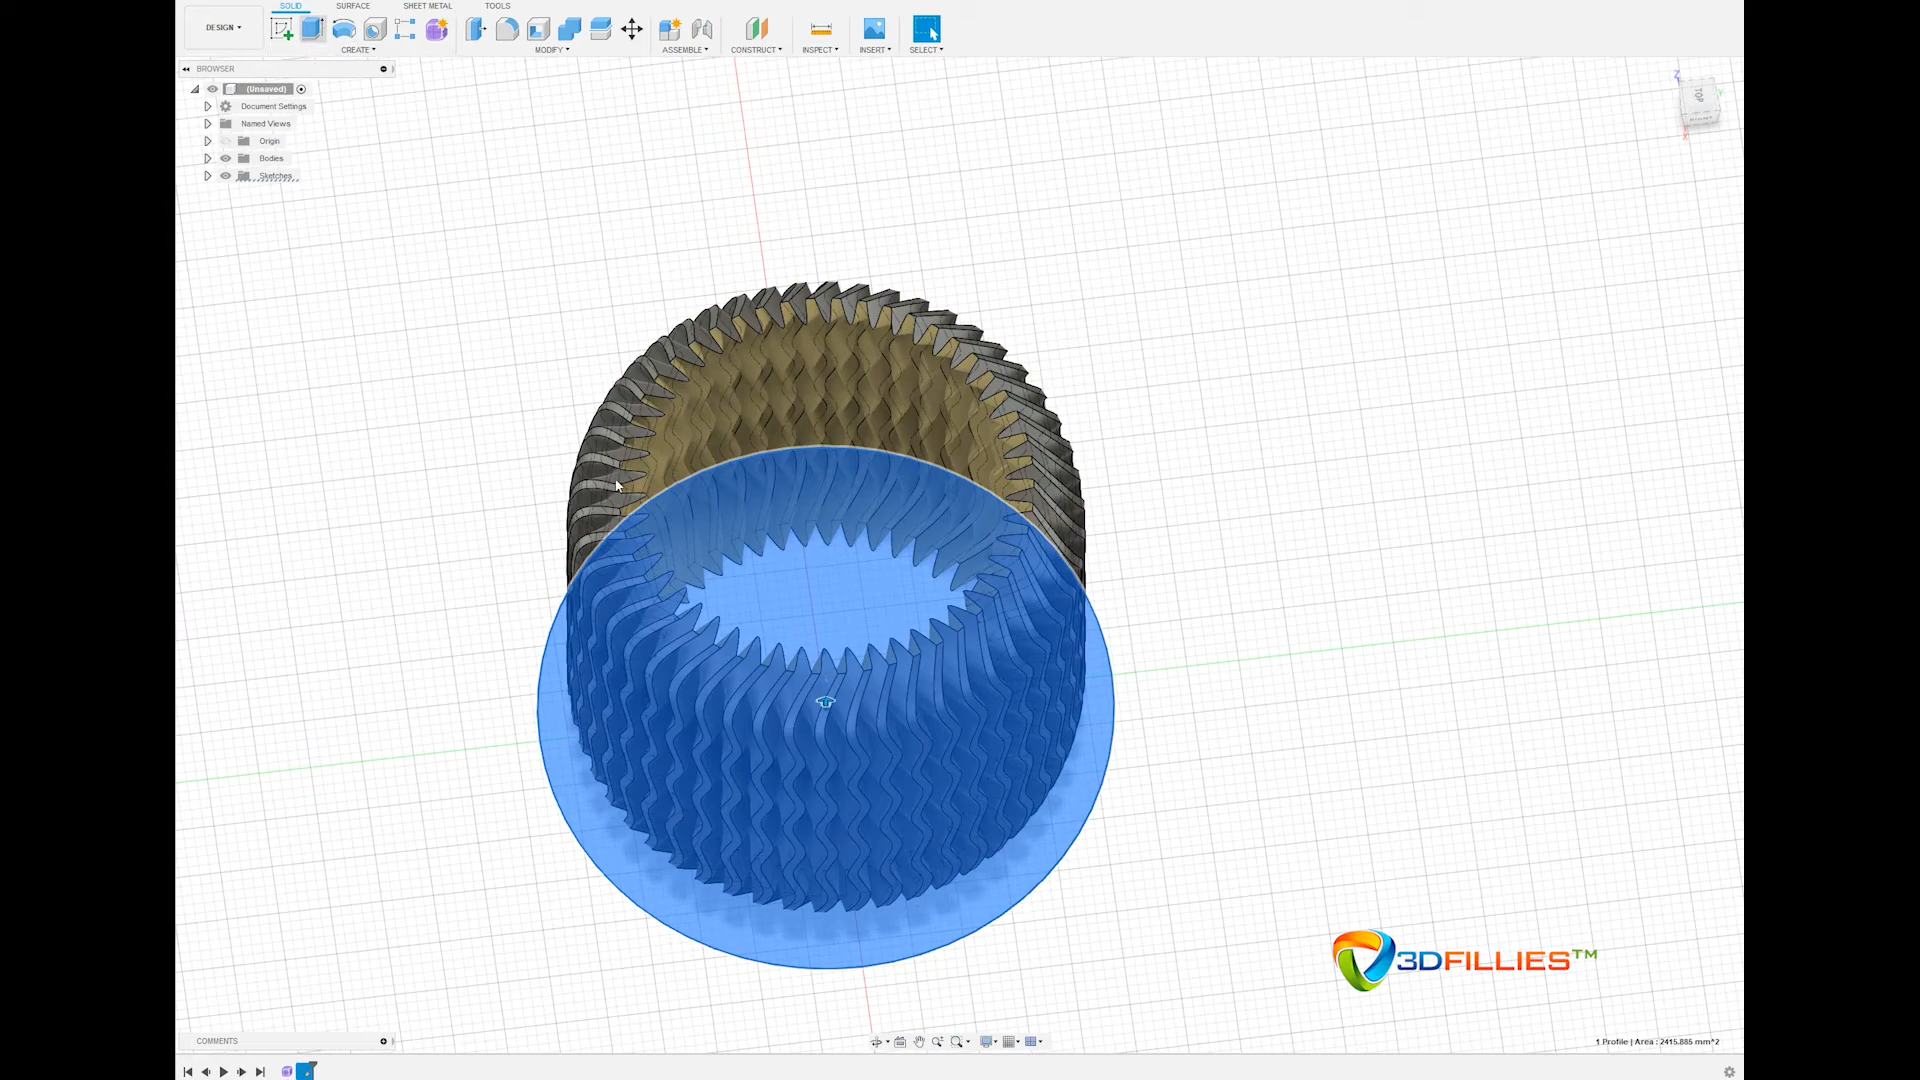 SOLID SURFACE SHEET METAL TOOLS
DESIGN
CREATE MODIFY ASSEMBLE CONSTRUCT INSPECT INSERT SELECT
BROWSER
(Unsaved)
Document Settings
Named Views
Origin
Bodies
Sketches
Z
TOP
Y
RIGHT
X
3DFILLIES™
COMMENTS
1 Profile | Area : 2415.885 mm^2